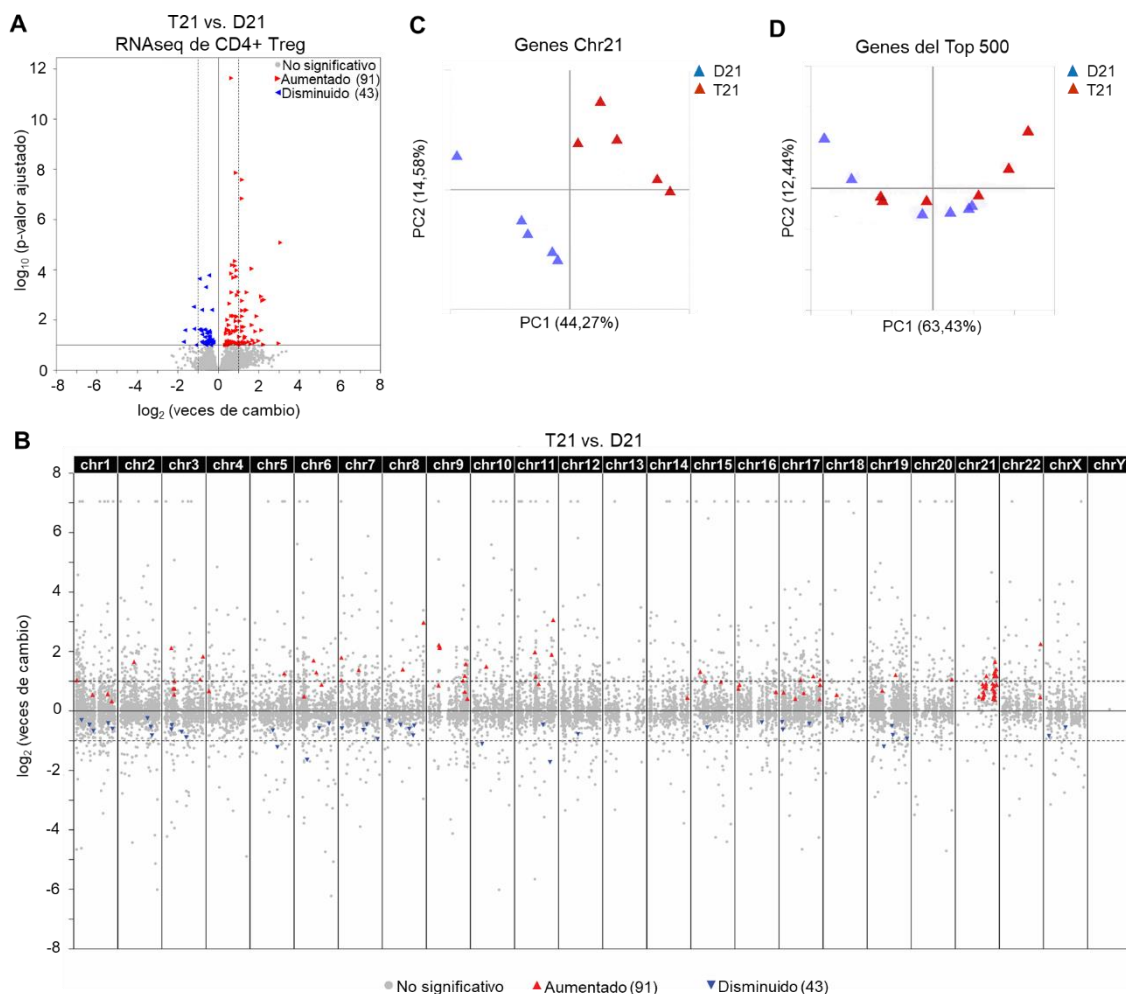 A
T21 vs. D21
RNAseq de CD4+ Treg
No significativo
Aumentado (91)
Disminuido (43)
12
10
8
6
4
2
0
log10 (p-valor ajustado)
-8 -6 -4 -2 0 2 4 6 8
log2 (veces de cambio)
C
Genes Chr21
D21
T21
PC2 (14,58%)
PC1 (44,27%)
D
Genes del Top 500
D21
T21
PC2 (12,44%)
PC1 (63,43%)
B
T21 vs. D21
chr1 chr2 chr3 chr4 chr5 chr6 chr7 chr8 chr9 chr10 chr11 chr12 chr13 chr14 chr15 chr16 chr17 chr18 chr19 chr20 chr21 chr22 chrX chrY
8
6
4
2
0
-2
-4
-6
-8
log2 (veces de cambio)
No significativo Aumentado (91) Disminuido (43)